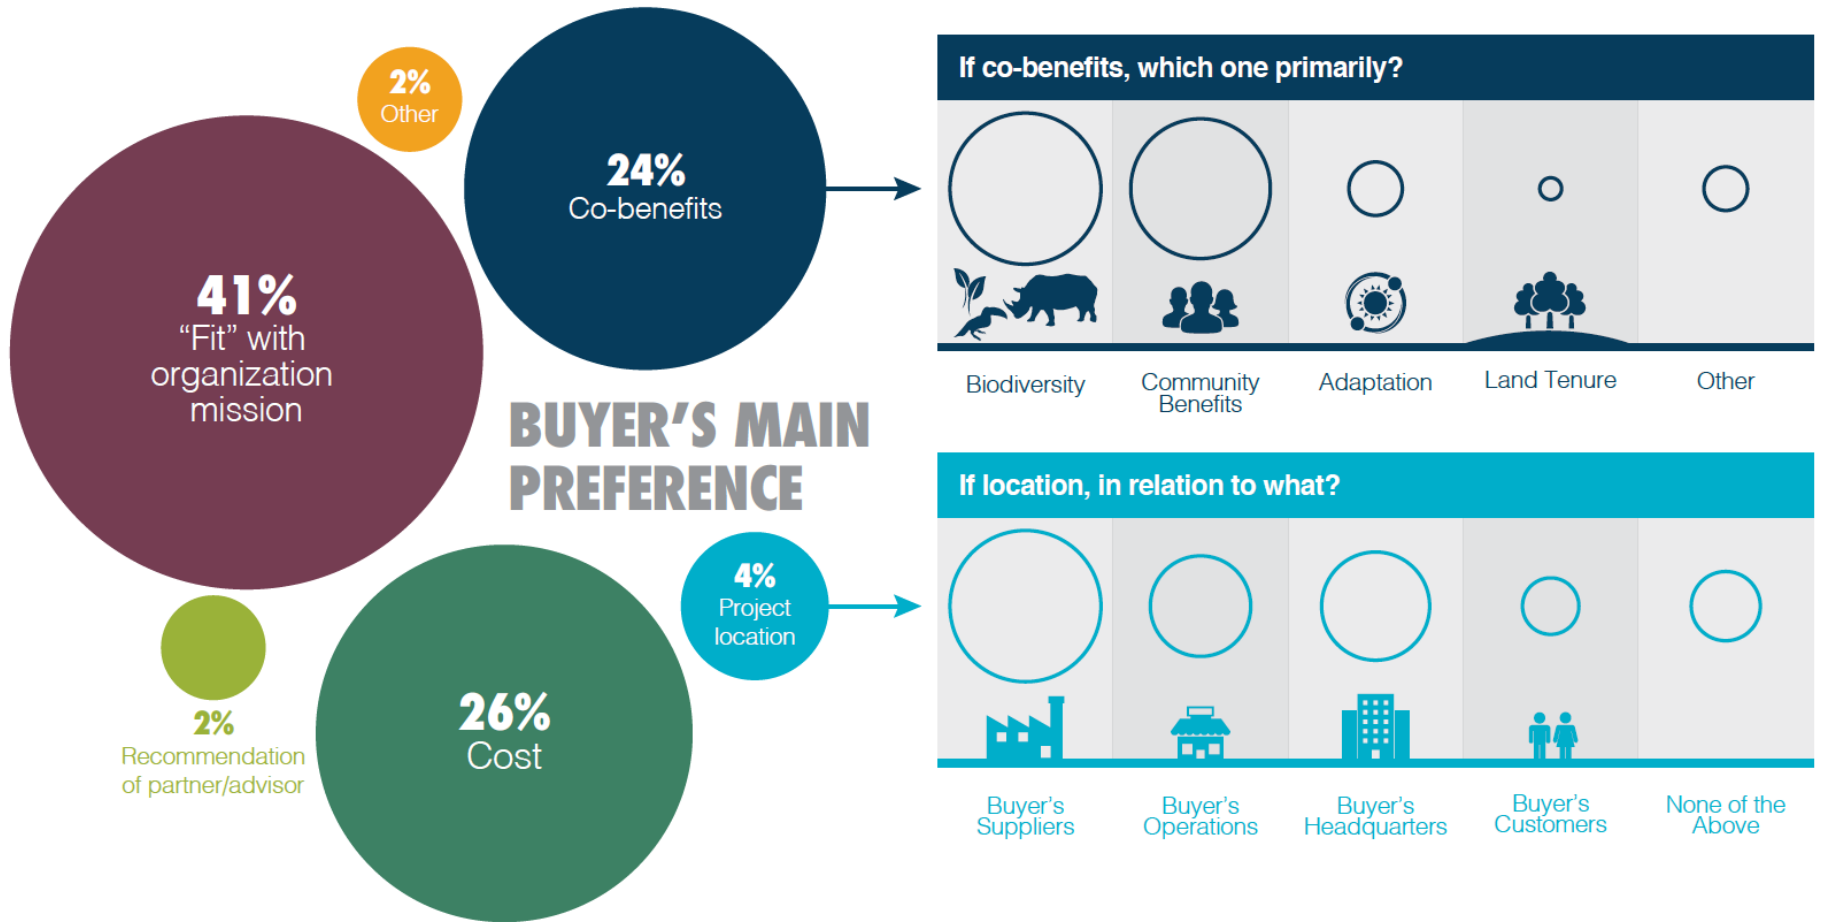 2%
Other
24%
Co-benefits
41%
“Fit” with
organization
mission
BUYER’S MAIN
PREFERENCE
4%
Project
location
2%
Recommendation
of partner/advisor
26%
Cost
If co-benefits, which one primarily?
Biodiversity
Community
Benefits
Adaptation
Land Tenure
Other
If location, in relation to what?
Buyer’s
Suppliers
Buyer’s
Operations
Buyer’s
Headquarters
Buyer’s
Customers
None of the
Above